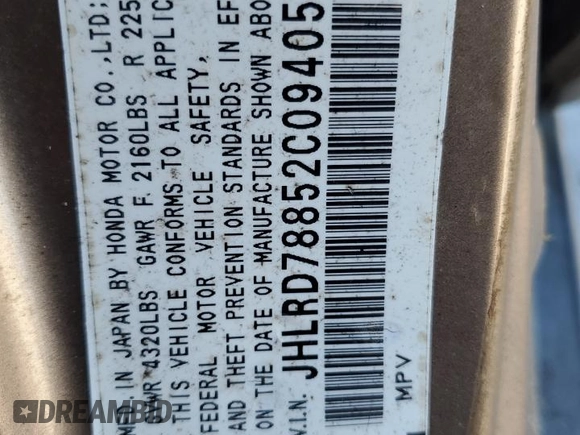 MFD. IN JAPAN BY HONDA MOTOR CO.,LTD;
GVWR 4320LBS GAWR F. 2160LBS R 225
THIS VEHICLE CONFORMS TO ALL APPLIC
FEDERAL MOTOR VEHICLE SAFETY,
AND THEFT PREVENTION STANDARDS IN EF
ON THE DATE OF MANUFACTURE SHOWN ABO
V.I.N. JHLRD78852C09405
MPV
DREAMBID